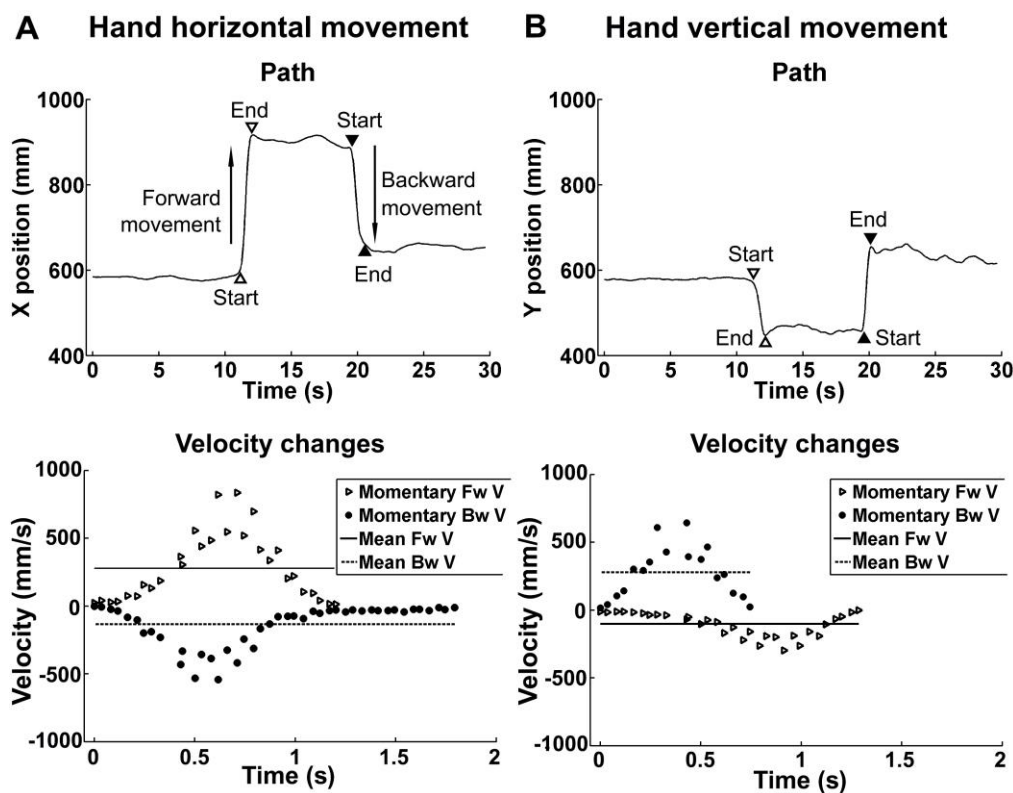 A Hand horizontal movement
Path
X position (mm)
1000
800
600
400
End
Start
Forward
movement
Backward
movement
Start
End
0 5 10 15 20 25 30
Time (s)
Velocity changes
Velocity (mm/s)
1000
500
0
-500
-1000
Momentary Fw V
Momentary Bw V
Mean Fw V
Mean Bw V
0 0.5 1 1.5 2
Time (s)
B Hand vertical movement
Path
Y position (mm)
1000
800
600
400
Start
End
End
Start
0 5 10 15 20 25 30
Time (s)
Velocity changes
Velocity (mm/s)
1000
500
0
-500
-1000
Momentary Fw V
Momentary Bw V
Mean Fw V
Mean Bw V
0 0.5 1 1.5 2
Time (s)